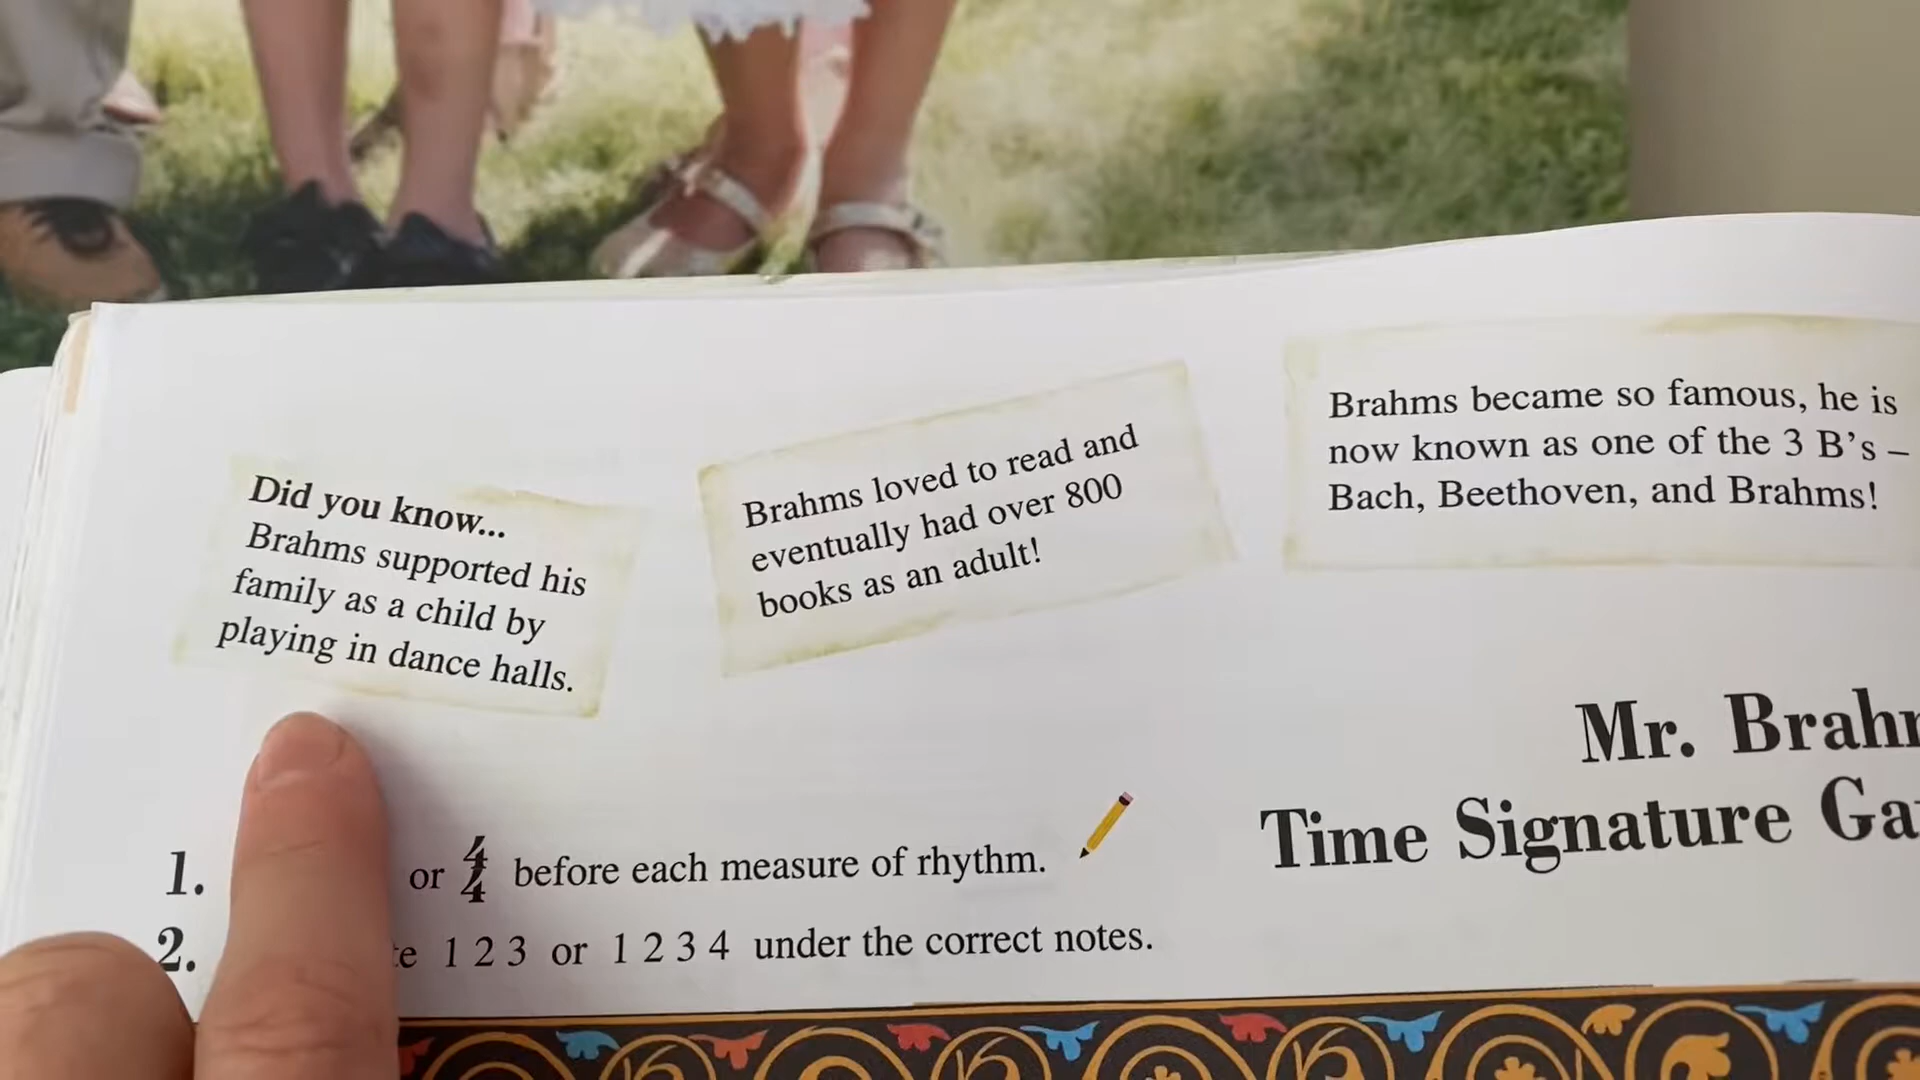 Did you know...
Brahms supported his
family as a child by
playing in dance halls.
Brahms loved to read and
eventually had over 800
books as an adult!
Brahms became so famous, he is
now known as one of the 3 B's –
Bach, Beethoven, and Brahms!
Mr.
Time Signature
1. or 4/4 before each measure of rhythm.
2. 1 2 3 or 1 2 3 4 under the correct notes.